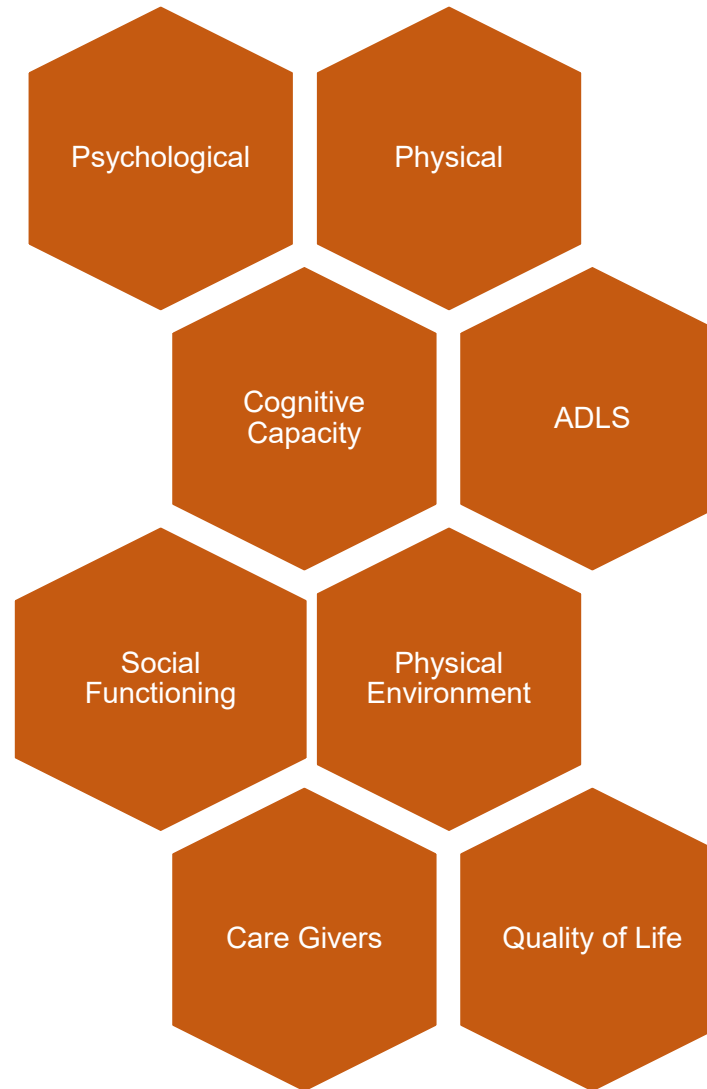 Psychological
Physical
Cognitive
Capacity
ADLS
Social
Functioning
Physical
Environment
Care Givers
Quality of Life